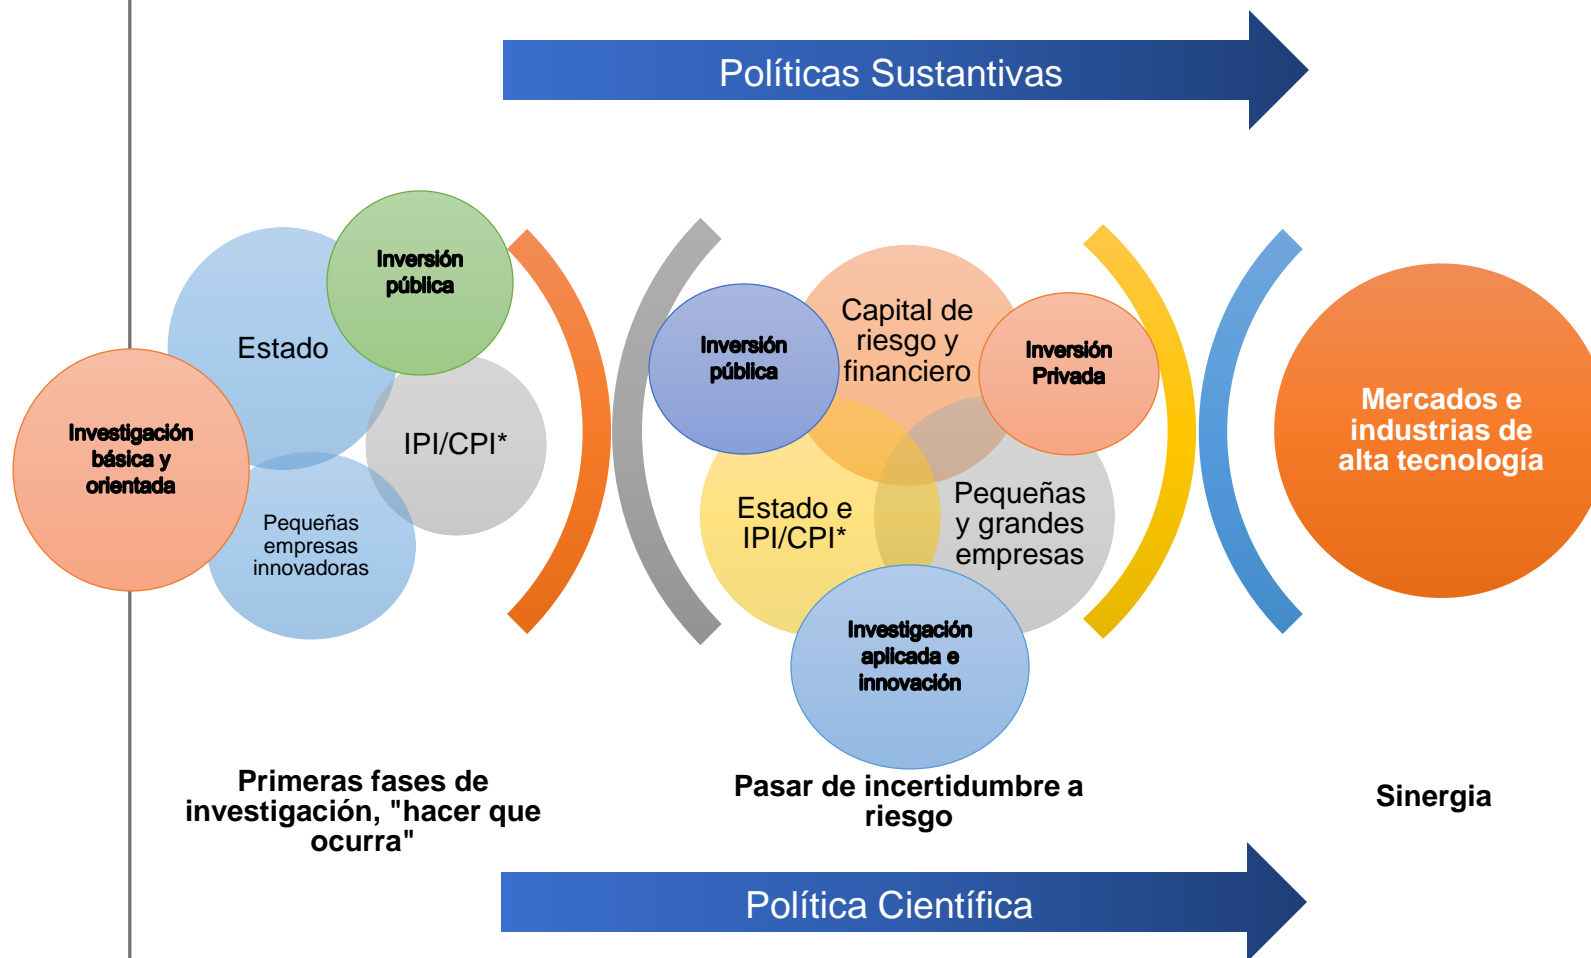 Políticas Sustantivas
Inversión
pública
Estado
IPI/CPI*
Investigación
básica y
orientada
Pequeñas
empresas
innovadoras
Primeras fases de
investigación, "hacer que
ocurra"
Capital de
riesgo y
financiero
Inversión
pública
Inversión
Privada
Estado e
IPI/CPI*
Pequeñas
y grandes
empresas
Investigación
aplicada e
innovación
Pasar de incertidumbre a
riesgo
Mercados e
industrias de
alta tecnología
Sinergia
Política Científica